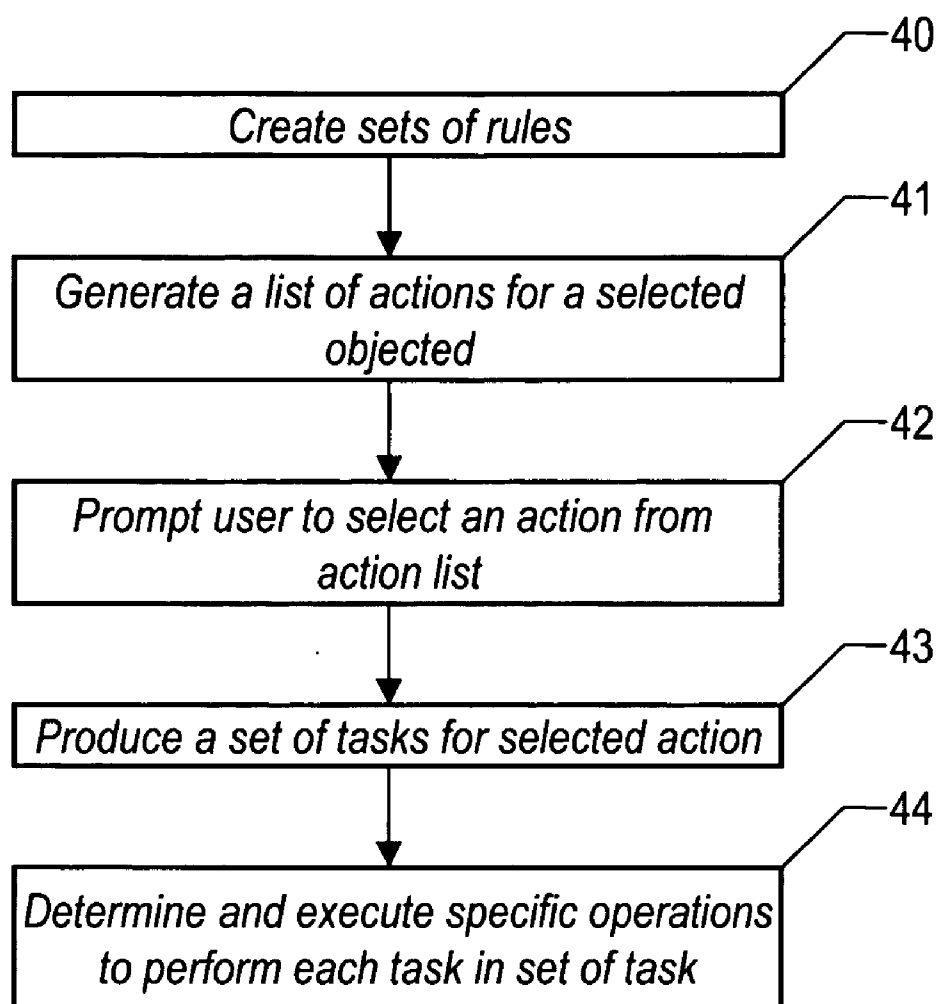 40
Create sets of rules
41
Generate a list of actions for a selected
objected
42
Prompt user to select an action from
action list
43
Produce a set of tasks for selected action
44
Determine and execute specific operations
to perform each task in set of task